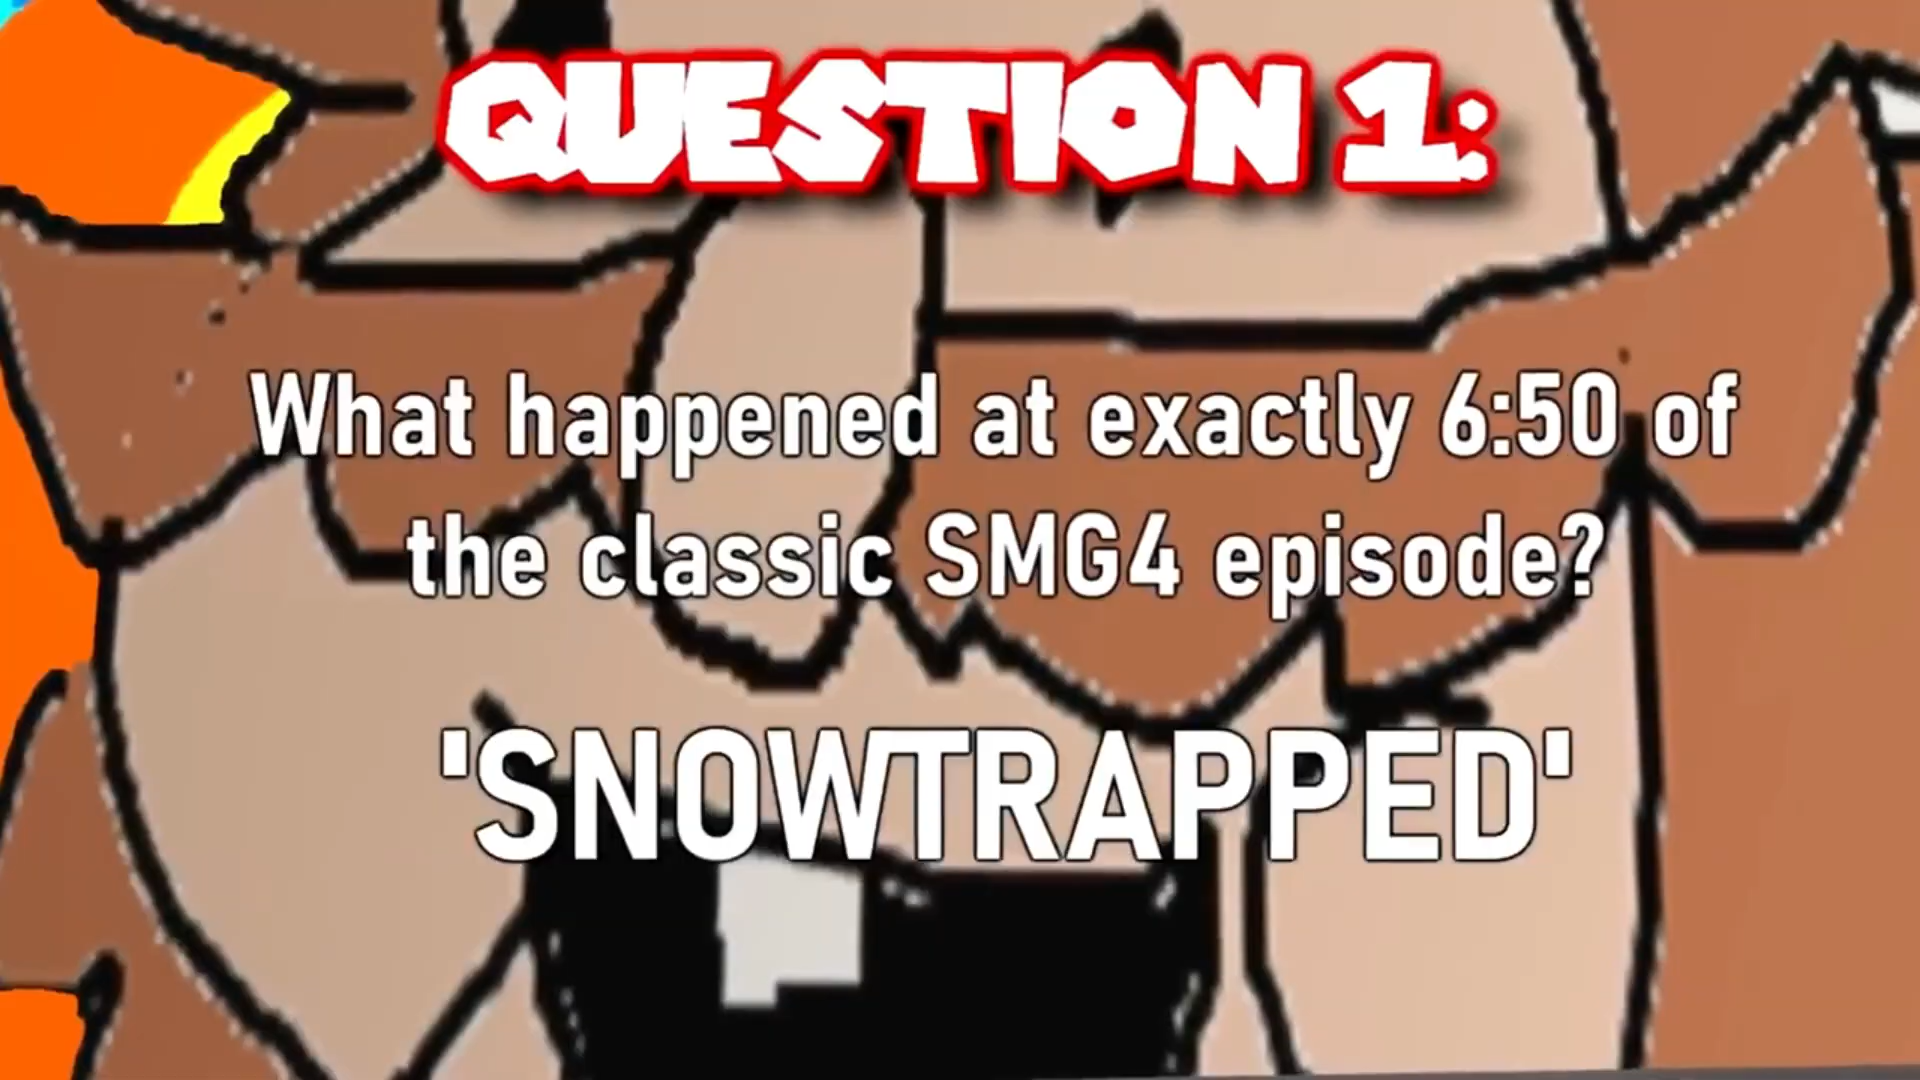 QUESTION 1:
What happened at exactly 6:50 of
the classic SMG4 episode?
'SNOWTRAPPED'